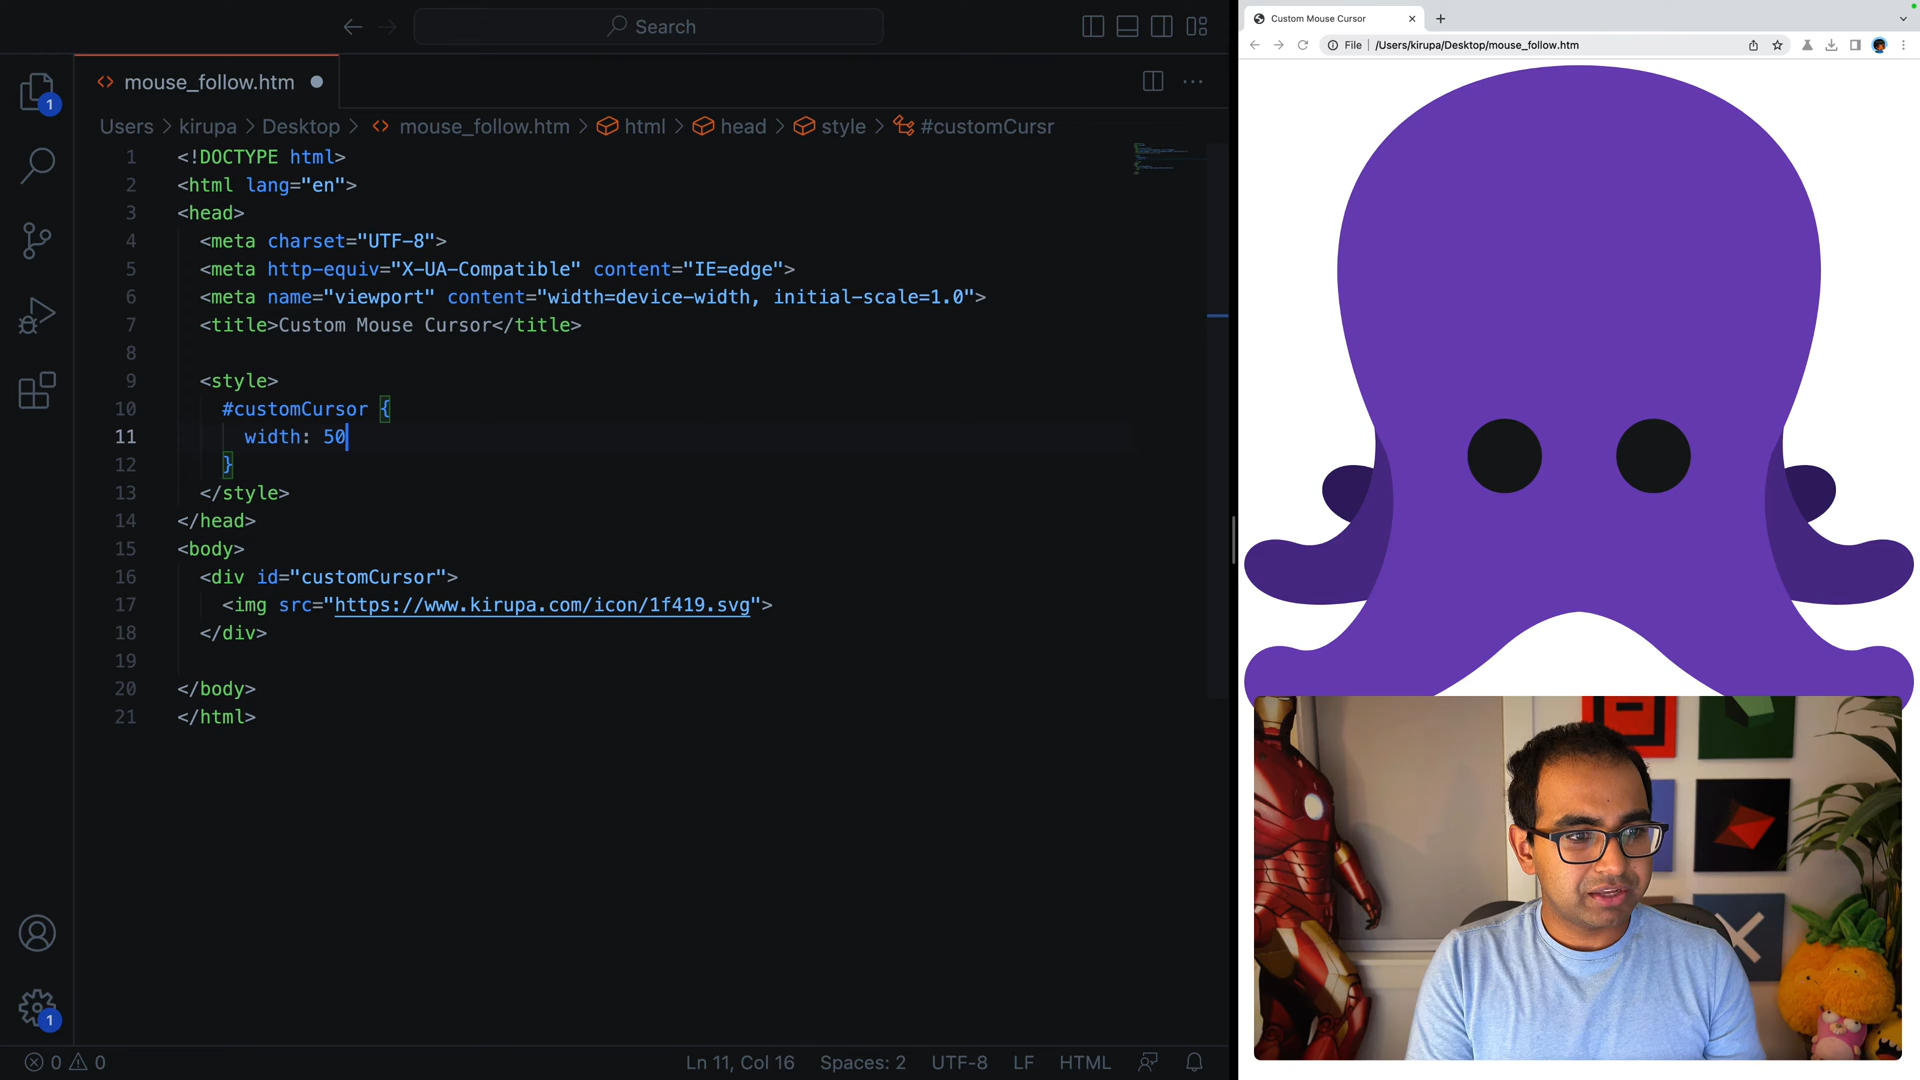 Search
mouse_follow.htm
Users > kirupa > Desktop > mouse_follow.htm > html > head > style > #customCursr
1 <!DOCTYPE html>
2 <html lang="en">
3 <head>
4 <meta charset="UTF-8">
5 <meta http-equiv="X-UA-Compatible" content="IE=edge">
6 <meta name="viewport" content="width=device-width, initial-scale=1.0">
7 <title>Custom Mouse Cursor</title>
8
9 <style>
10 #customCursor {
11 width: 50
12 }
13 </style>
14 </head>
15 <body>
16 <div id="customCursor">
17 <img src="https://www.kirupa.com/icon/1f419.svg">
18 </div>
19
20 </body>
21 </html>
1
1
0 0
Ln 11, Col 16
Spaces: 2
UTF-8
LF
HTML
Custom Mouse Cursor
File /Users/kirupa/Desktop/mouse_follow.htm